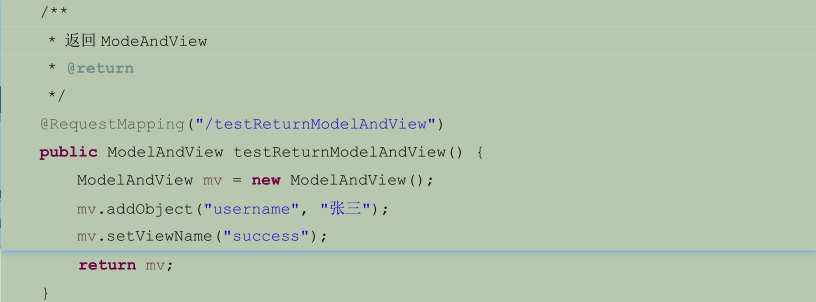 /**
* 返回 ModeAndView
* @return
*/
@RequestMapping("/testReturnModelAndView")
public ModelAndView testReturnModelAndView() {
ModelAndView mv = new ModelAndView();
mv.addObject("username", "张三");
mv.setViewName("success");
return mv;
}